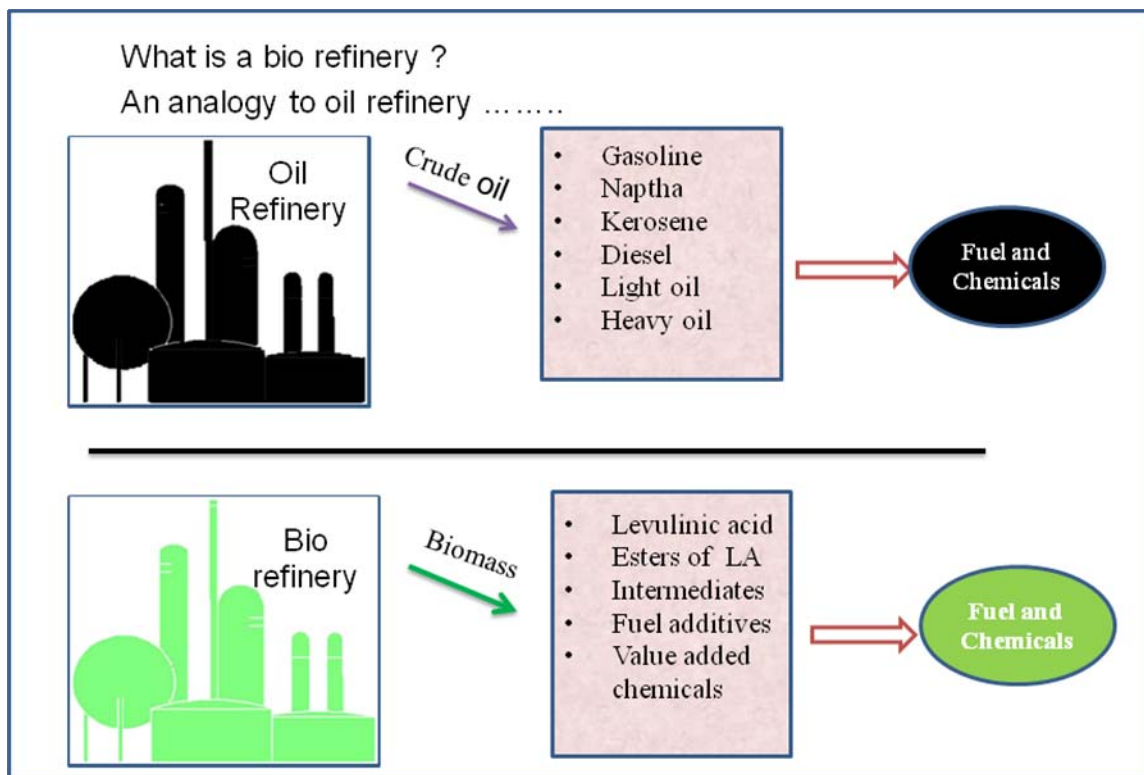 What is a bio refinery ?
An analogy to oil refinery ........
Oil
Refinery
Crude oil
• Gasoline
• Naptha
• Kerosene
• Diesel
• Light oil
• Heavy oil
Fuel and
Chemicals
Bio
refinery
Biomass
• Levulinic acid
• Esters of LA
• Intermediates
• Fuel additives
• Value added
chemicals
Fuel and
Chemicals